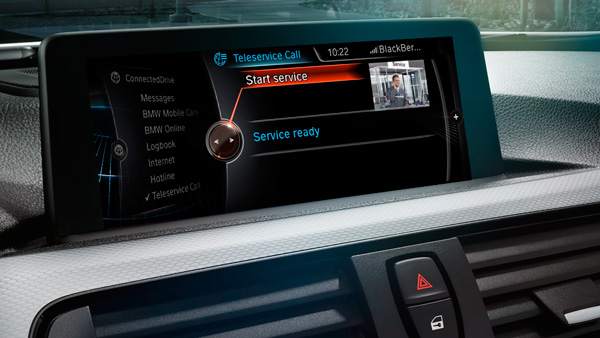 Teleservice Call
10:22
BlackBer...
ConnectedDrive
Start service
Service
Messages
BMW Mobile Care
BMW Online
Logbook
Service ready
Internet
Hotline
✓ Teleservice Call